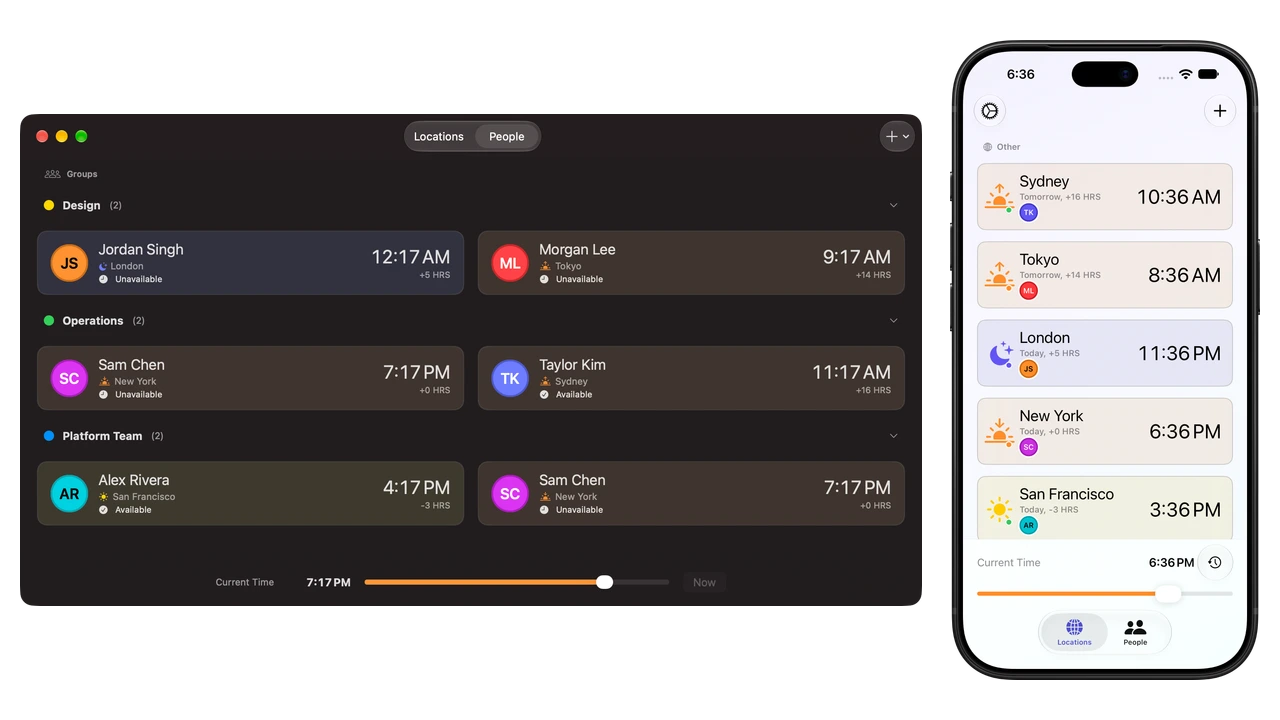 Locations People
Groups
Design (2)
JS
Jordan Singh
London
Unavailable
12:17 AM
+5 HRS
ML
Morgan Lee
Tokyo
Unavailable
9:17 AM
+14 HRS
Operations (2)
SC
Sam Chen
New York
Unavailable
7:17 PM
+0 HRS
TK
Taylor Kim
Sydney
Available
11:17 AM
+16 HRS
Platform Team (2)
AR
Alex Rivera
San Francisco
Available
4:17 PM
-3 HRS
SC
Sam Chen
New York
Unavailable
7:17 PM
+0 HRS
Current Time 7:17 PM Now
6:36
Other
Sydney
Tomorrow, +16 HRS
TK
10:36 AM
Tokyo
Tomorrow, +14 HRS
ML
8:36 AM
London
Today, +5 HRS
JS
11:36 PM
New York
Today, +0 HRS
SC
6:36 PM
San Francisco
Today, -3 HRS
AR
3:36 PM
Current Time 6:36 PM
Locations People